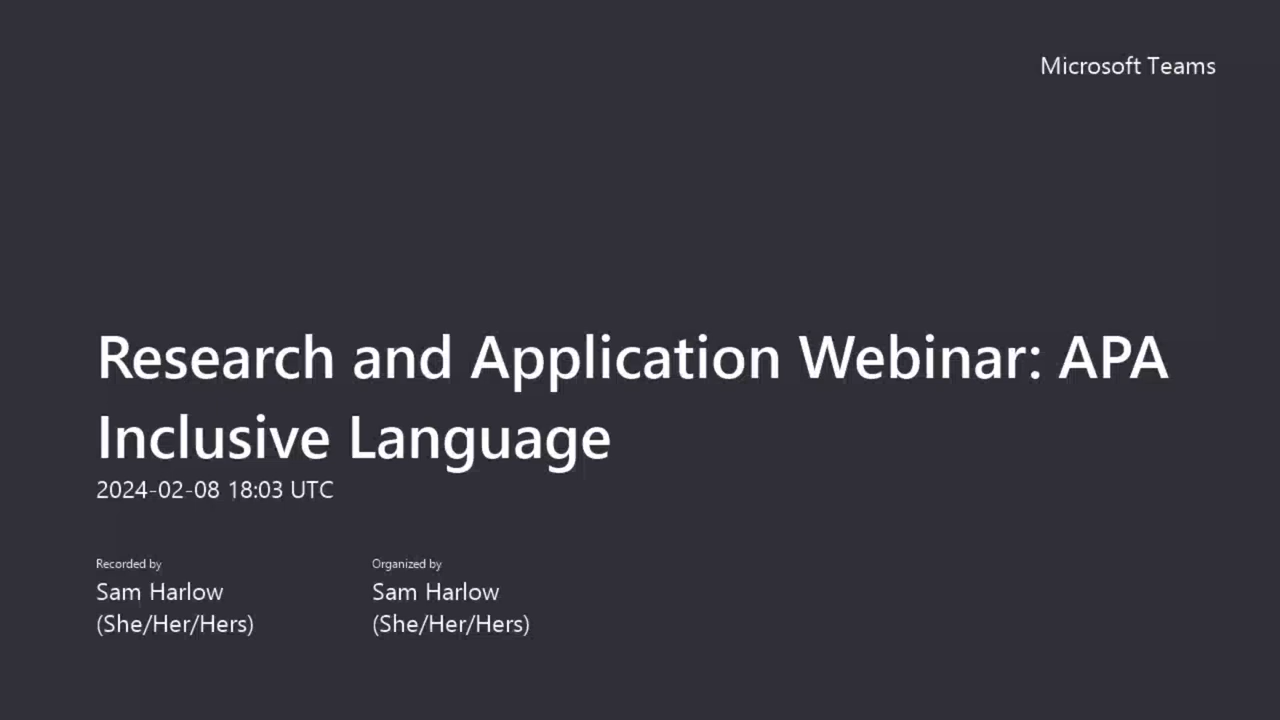 Microsoft Teams
Research and Application Webinar: APA
Inclusive Language
2024-02-08 18:03 UTC
Recorded by
Sam Harlow
(She/Her/Hers)
Organized by
Sam Harlow
(She/Her/Hers)